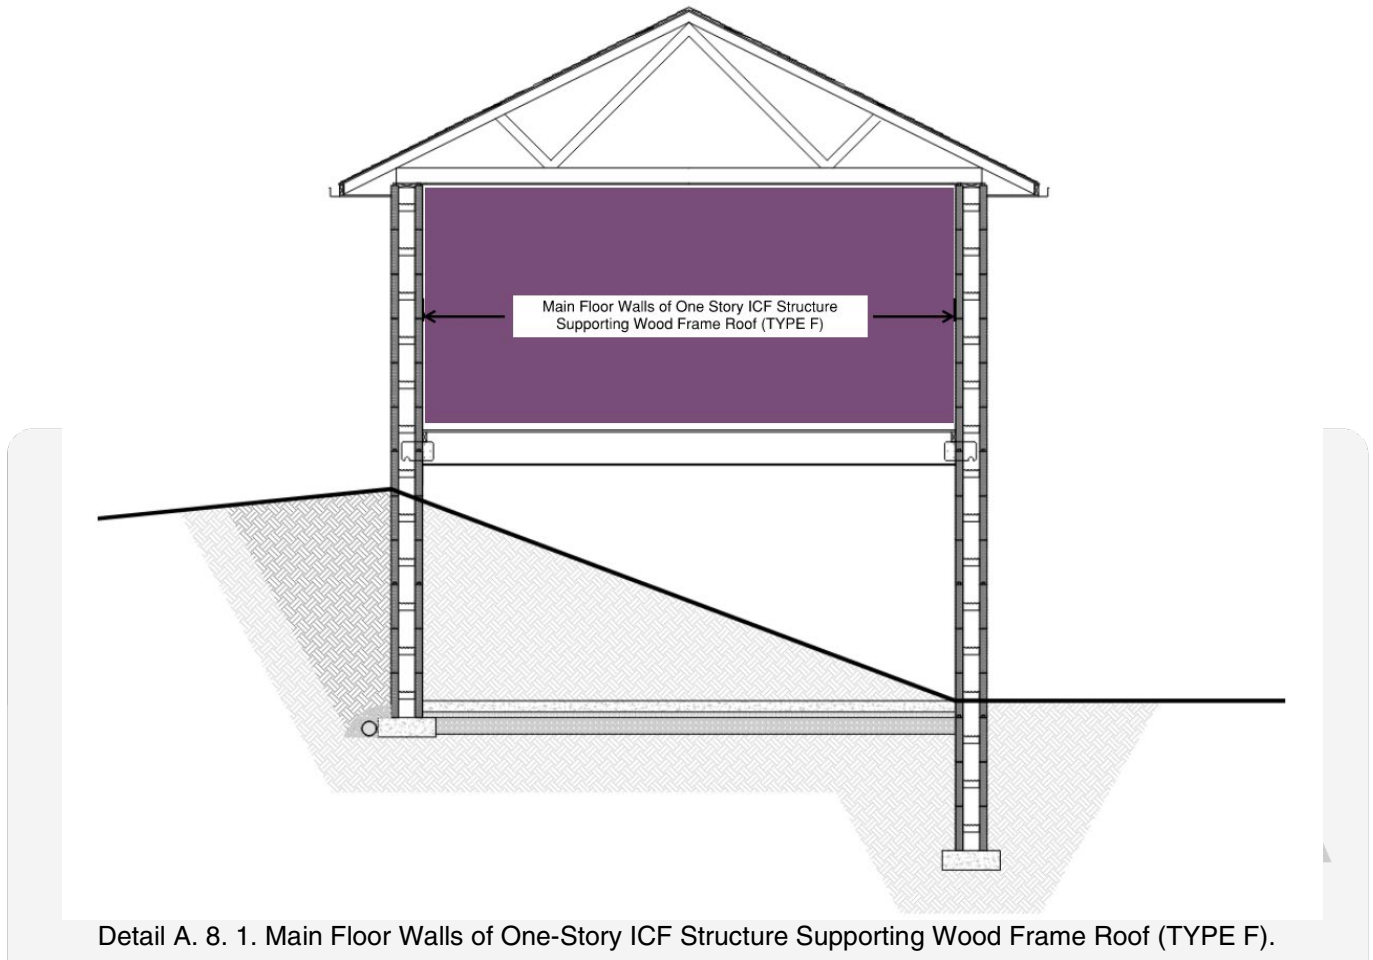 Main Floor Walls of One Story ICF Structure
Supporting Wood Frame Roof (TYPE F)
Detail A. 8. 1. Main Floor Walls of One-Story ICF Structure Supporting Wood Frame Roof (TYPE F).